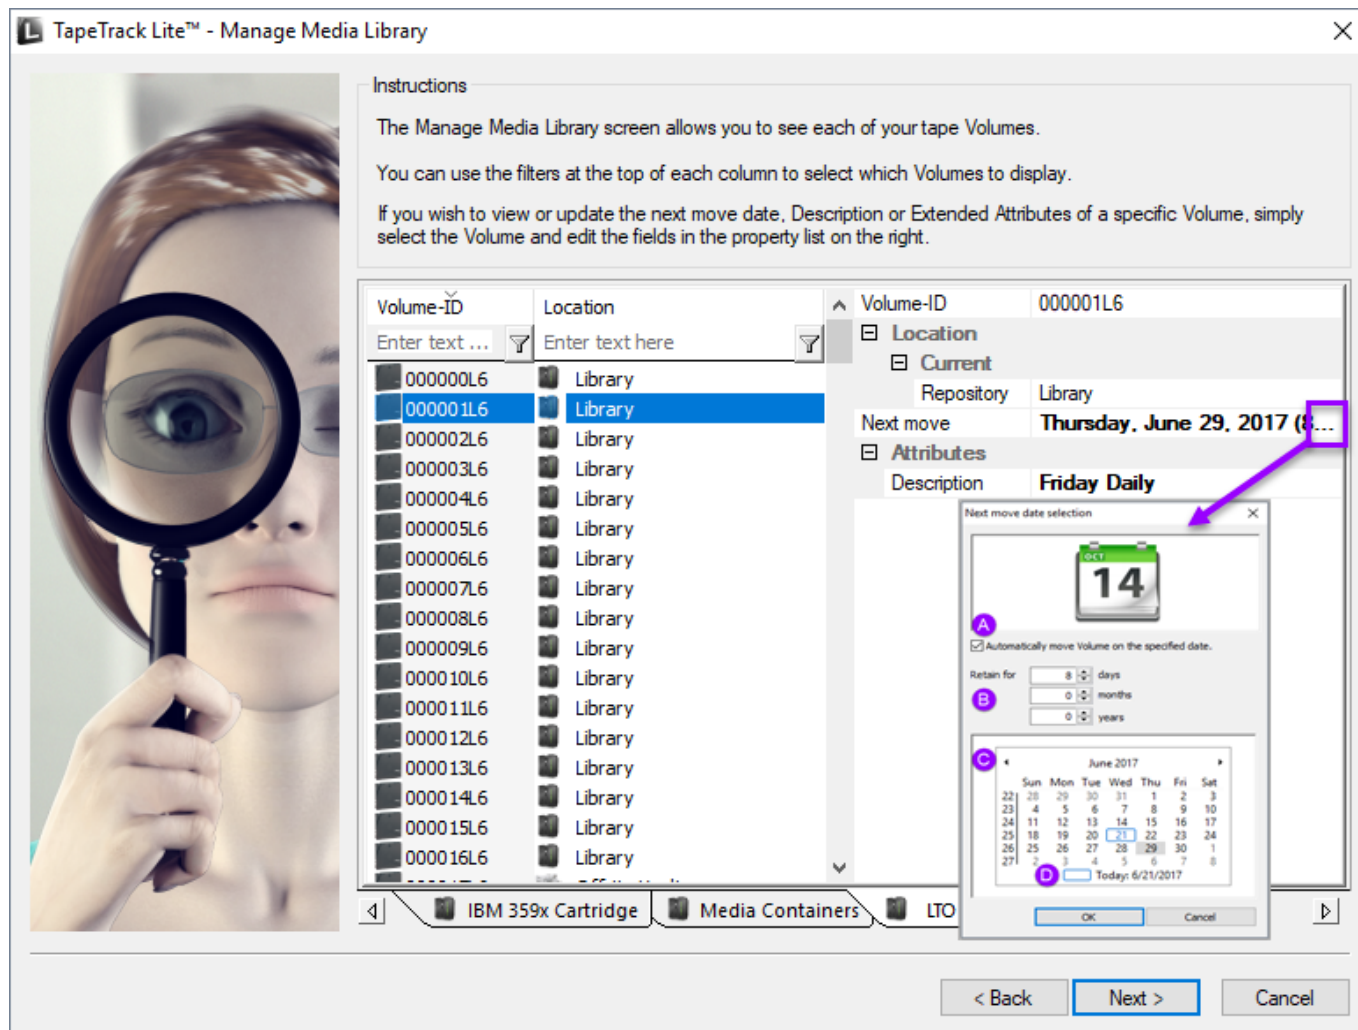 TapeTrack Lite™ - Manage Media Library
Instructions
The Manage Media Library screen allows you to see each of your tape Volumes.
You can use the filters at the top of each column to select which Volumes to display.
If you wish to view or update the next move date, Description or Extended Attributes of a specific Volume, simply
select the Volume and edit the fields in the property list on the right.
Volume-ID Location
Enter text ... Enter text here
000000L6 Library
000001L6 Library
000002L6 Library
000003L6 Library
000004L6 Library
000005L6 Library
000006L6 Library
000007L6 Library
000008L6 Library
000009L6 Library
000010L6 Library
000011L6 Library
000012L6 Library
000013L6 Library
000014L6 Library
000015L6 Library
000016L6 Library
Volume-ID 000001L6
Location
Current
Repository Library
Next move Thursday, June 29, 2017 (8...
Attributes
Description Friday Daily
Next move date selection
OCT
14
A
Automatically move Volume on the specified date.
Retain for 8 days
B
0 months
0 years
C
June 2017
Sun Mon Tue Wed Thu Fri Sat
22 28 29 30 31 1 2 3
23 4 5 6 7 8 9 10
24 11 12 13 14 15 16 17
25 18 19 20 21 22 23 24
26 25 26 27 28 29 30 1
27 2 3 4 5 6 7 8
D
Today: 6/21/2017
OK Cancel
IBM 359x Cartridge Media Containers LTO
< Back Next > Cancel